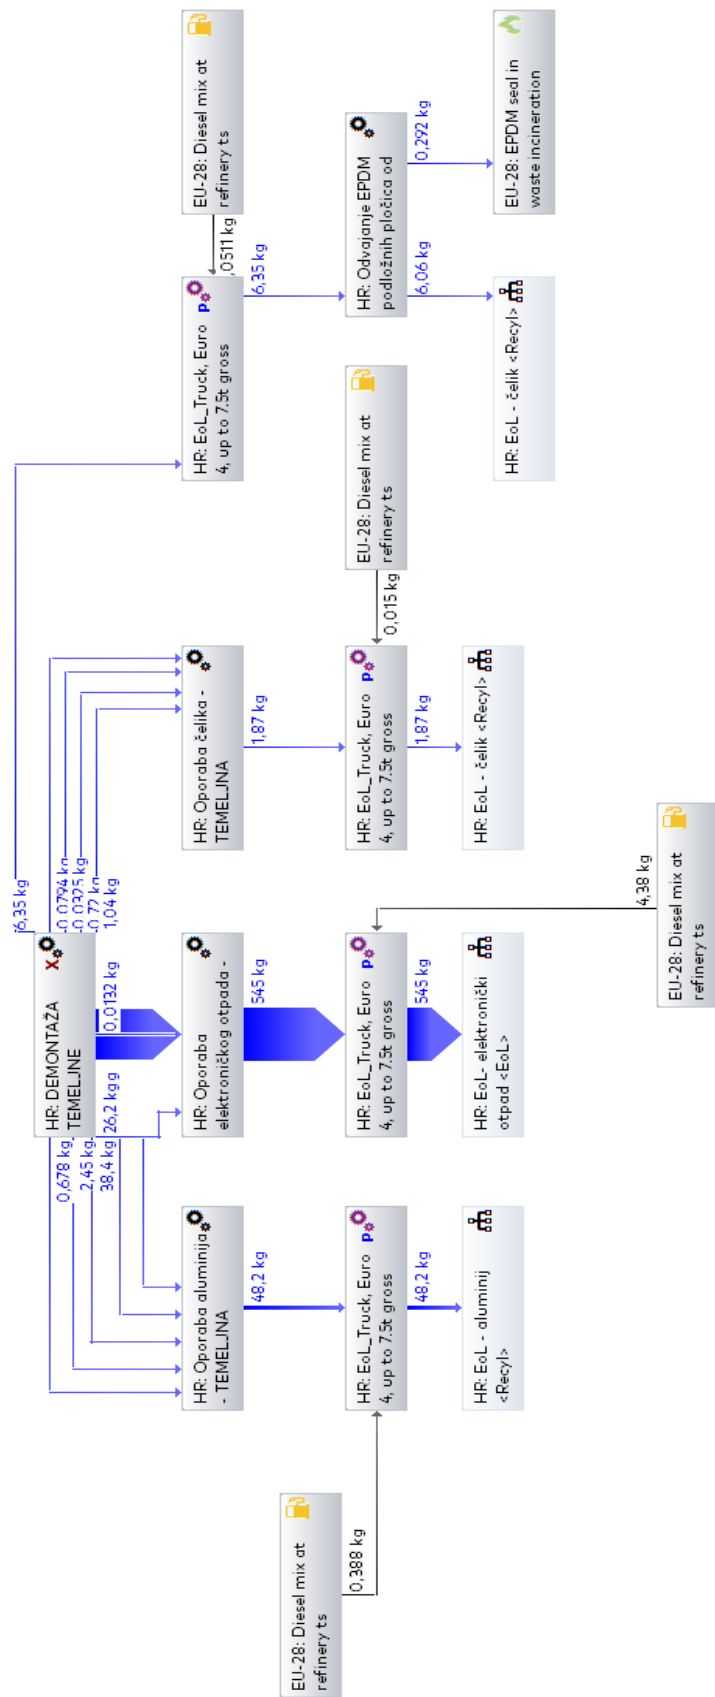 HR: DEMONTAŽA
TEMELJNE
0,678 kg
2,45 kg
38,4 kg
26,2 kg
0,0132 kg
6,35 kg
0,0794 kg
0,0325 kg
0,72 kg
1,04 kg
HR: Oporaba aluminija
- TEMELJNA
HR: Oporaba
elektroničkog otpada -
HR: Oporaba čelika -
TEMELJNA
HR: EoL_Truck, Euro
4, up to 7.5t gross
EU-28: Diesel mix at
refinery ts
,0511 kg
EU-28: Diesel mix at
refinery ts
0,388 kg
48,2 kg
545 kg
1,87 kg
6,35 kg
HR: EoL_Truck, Euro
4, up to 7.5t gross
HR: EoL_Truck, Euro
4, up to 7.5t gross
HR: EoL_Truck, Euro
4, up to 7.5t gross
0,015 kg
EU-28: Diesel mix at
refinery ts
HR: Odvajanje EPDM
podložnih pločica od
48,2 kg
545 kg
1,87 kg
6,06 kg
0,292 kg
HR: EoL - aluminij
<Recyl>
HR: EoL- elektronički
otpad <EoL>
HR: EoL - čelik <Recyl>
HR: EoL - čelik <Recyl>
EU-28: EPDM seal in
waste incineration
4,38 kg
EU-28: Diesel mix at
refinery ts